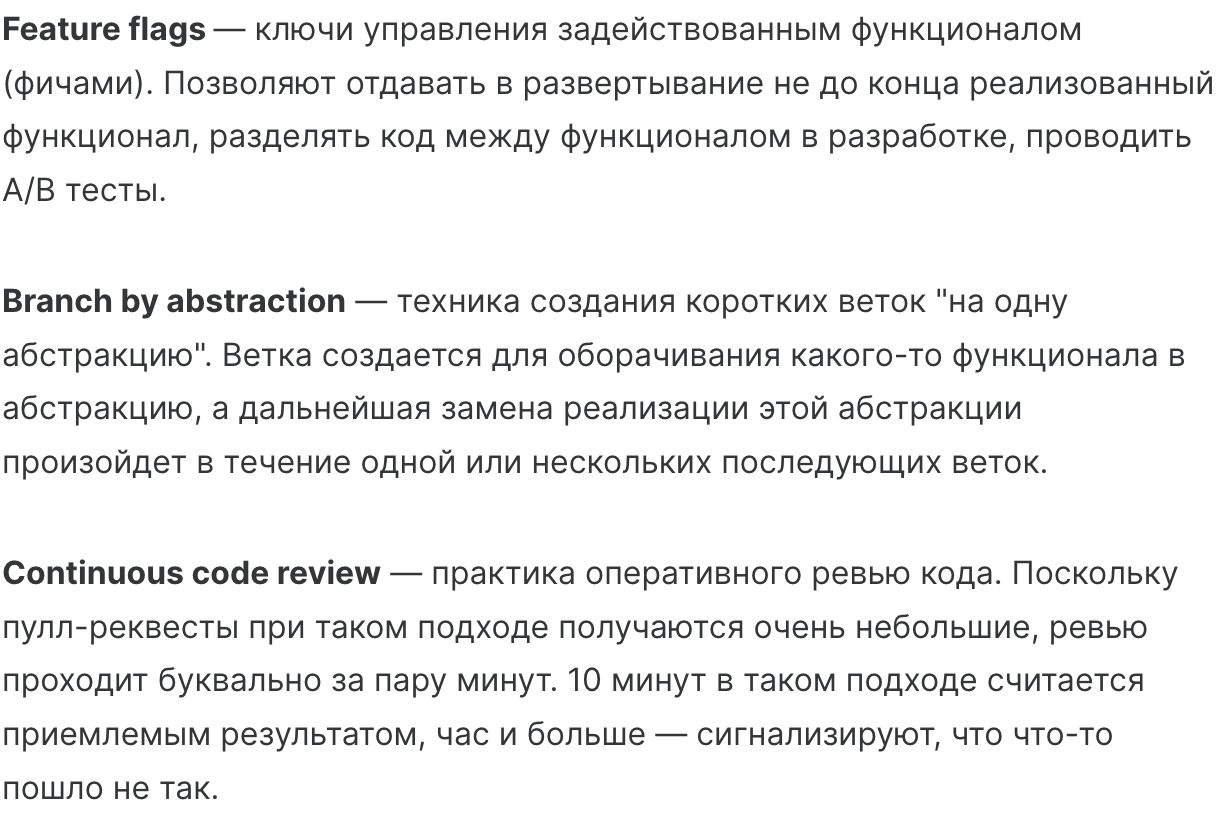 Feature flags — ключи управления задействованным функционалом
(фичами). Позволяют отдавать в развертывание не до конца реализованный
функционал, разделять код между функционалом в разработке, проводить
A/B тесты.
Branch by abstraction — техника создания коротких веток "на одну
абстракцию". Ветка создается для оборачивания какого-то функционала в
абстракцию, а дальнейшая замена реализации этой абстракции
произойдет в течение одной или нескольких последующих веток.
Continuous code review — практика оперативного ревью кода. Поскольку
пулл-реквесты при таком подходе получаются очень небольшие, ревью
проходит буквально за пару минут. 10 минут в таком подходе считается
приемлемым результатом, час и больше — сигнализируют, что что-то
пошло не так.